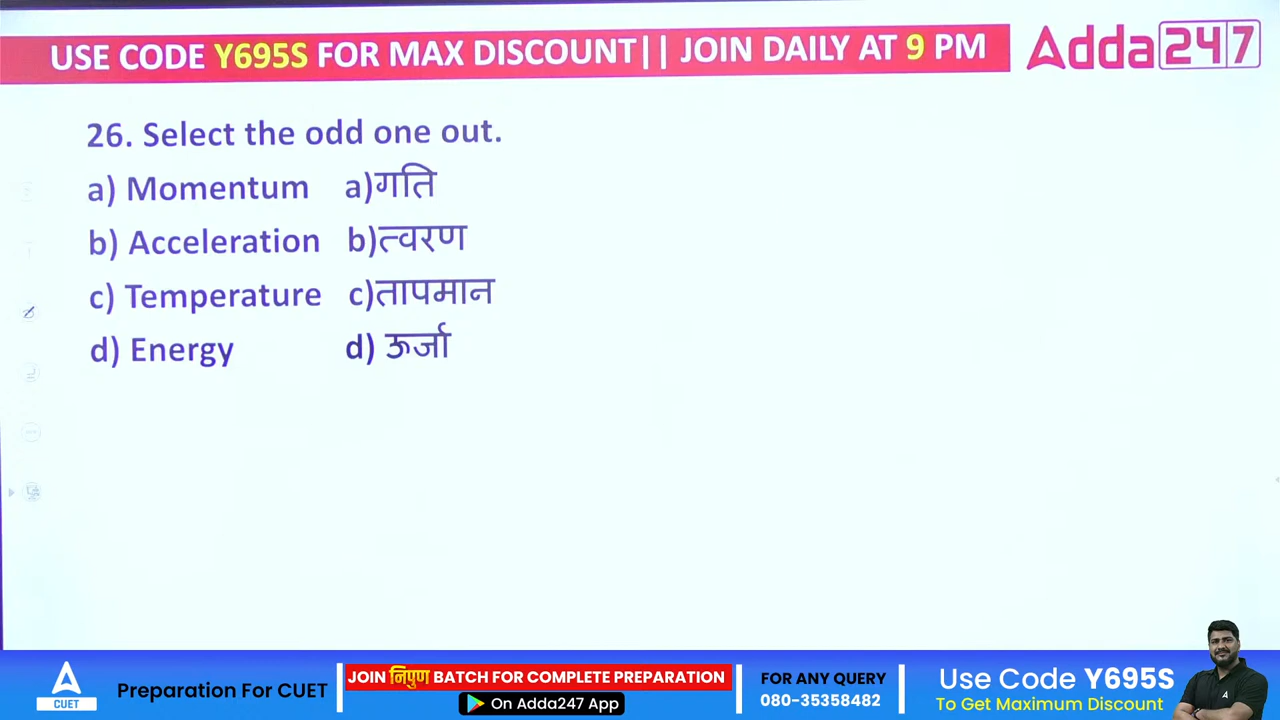 USE CODE Y695S FOR MAX DISCOUNT|| JOIN DAILY AT 9 PM
Adda247
26. Select the odd one out.
a) Momentum a)गति
b) Acceleration b)त्वरण
c) Temperature c)तापमान
d) Energy d) ऊर्जा
CUET
Preparation For CUET
JOIN निपुण BATCH FOR COMPLETE PREPARATION
On Adda247 App
FOR ANY QUERY
080-35358482
Use Code Y695S
To Get Maximum Discount